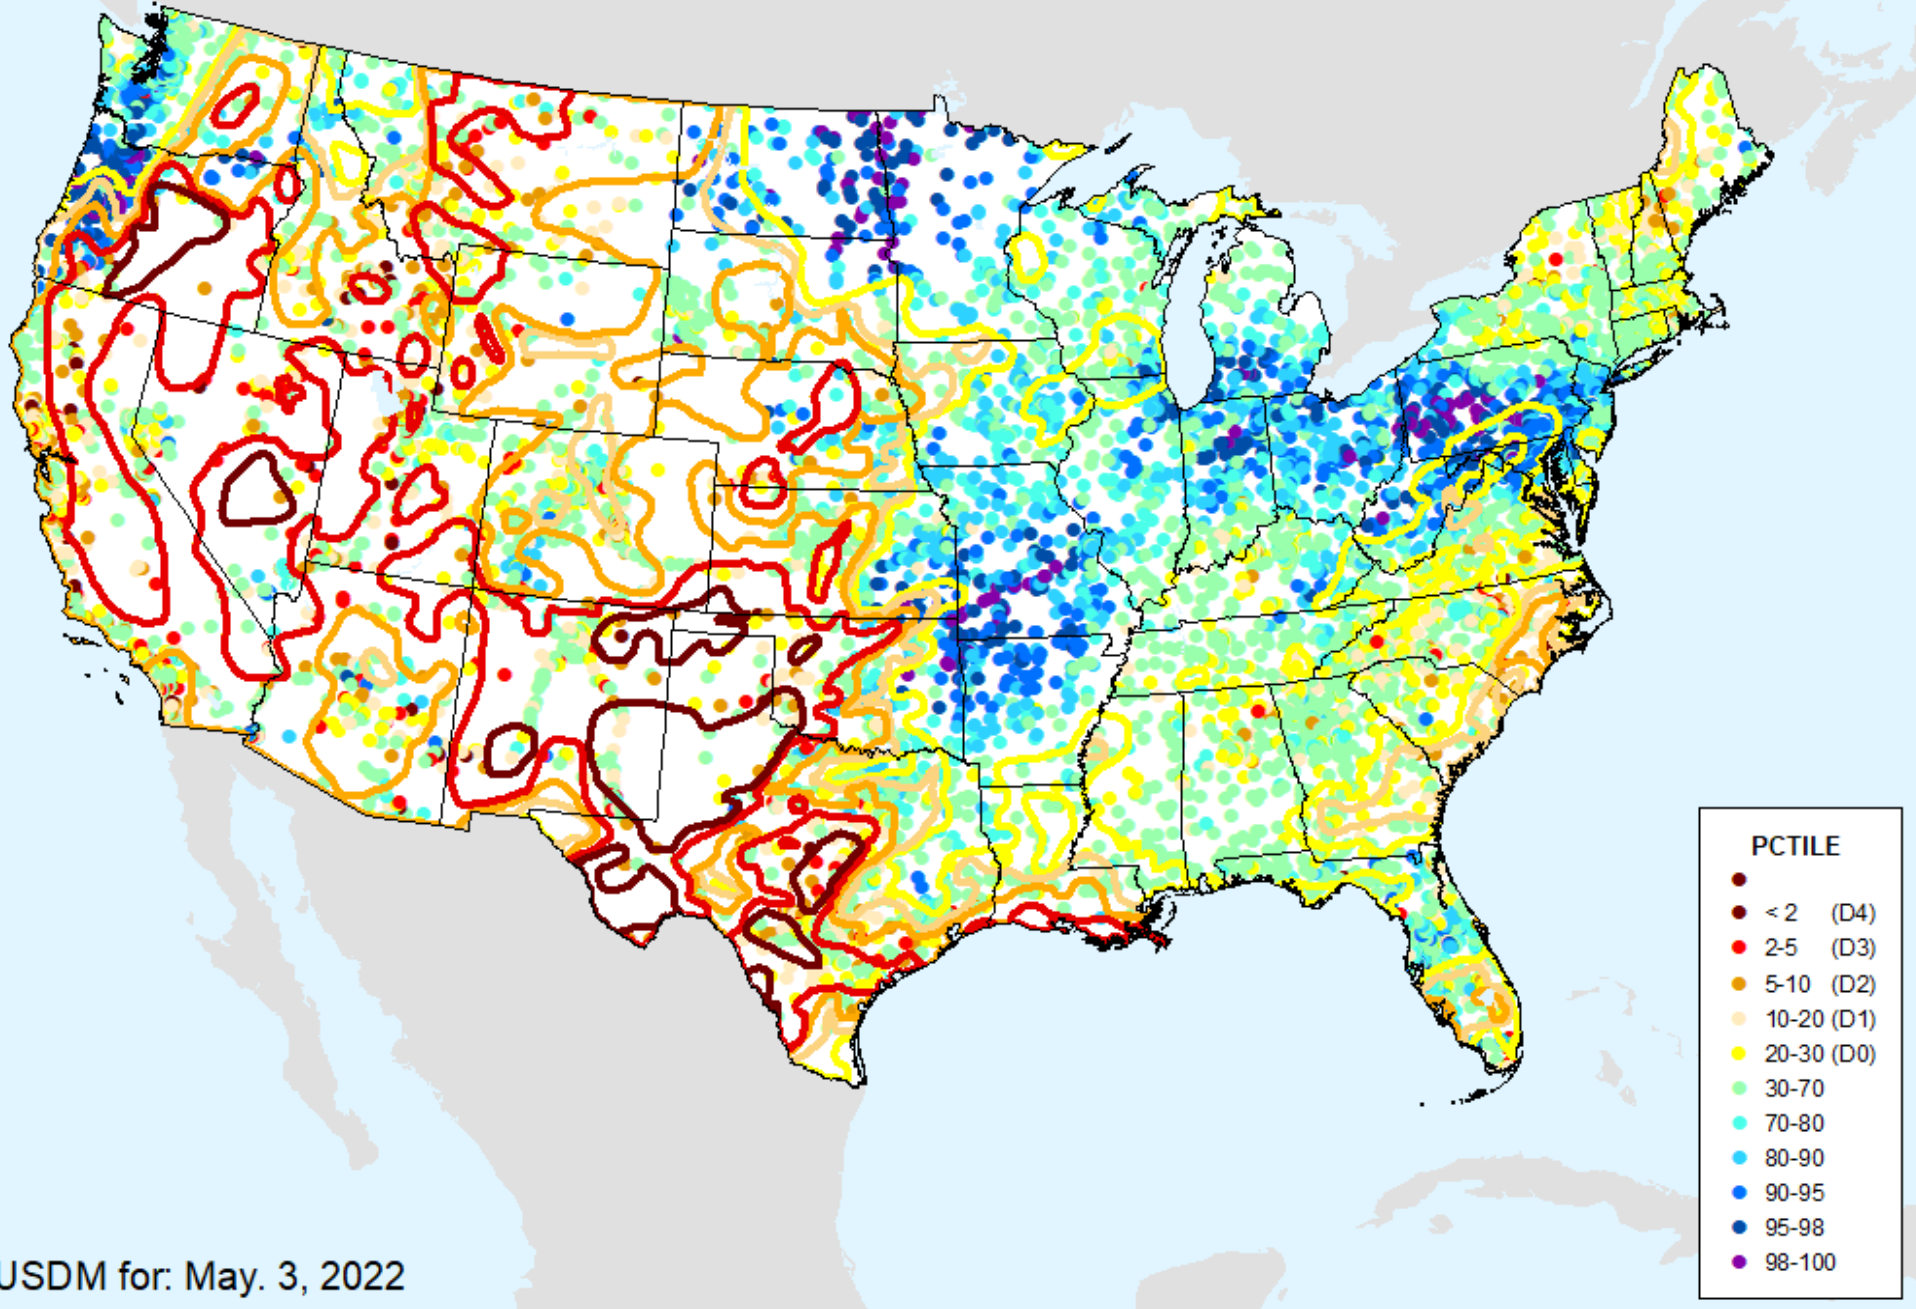 PCTILE
< 2 (D4)
2-5 (D3)
5-10 (D2)
10-20 (D1)
20-30 (D0)
30-70
70-80
80-90
90-95
95-98
98-100
USDM for: May. 3, 2022